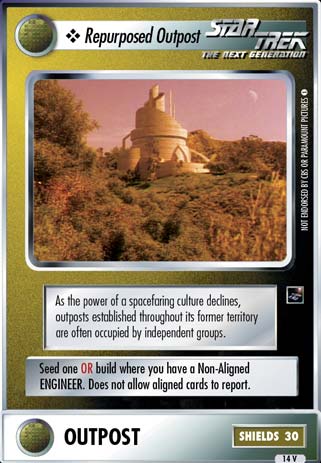 ❖ Repurposed Outpost
STAR TREK
THE NEXT GENERATION
NOT ENDORSED BY CBS OR PARAMOUNT PICTURES
As the power of a spacefaring culture declines,
outposts established throughout its former territory
are often occupied by independent groups.
Seed one OR build where you have a Non-Aligned
ENGINEER. Does not allow aligned cards to report.
OUTPOST
SHIELDS 30
14 V